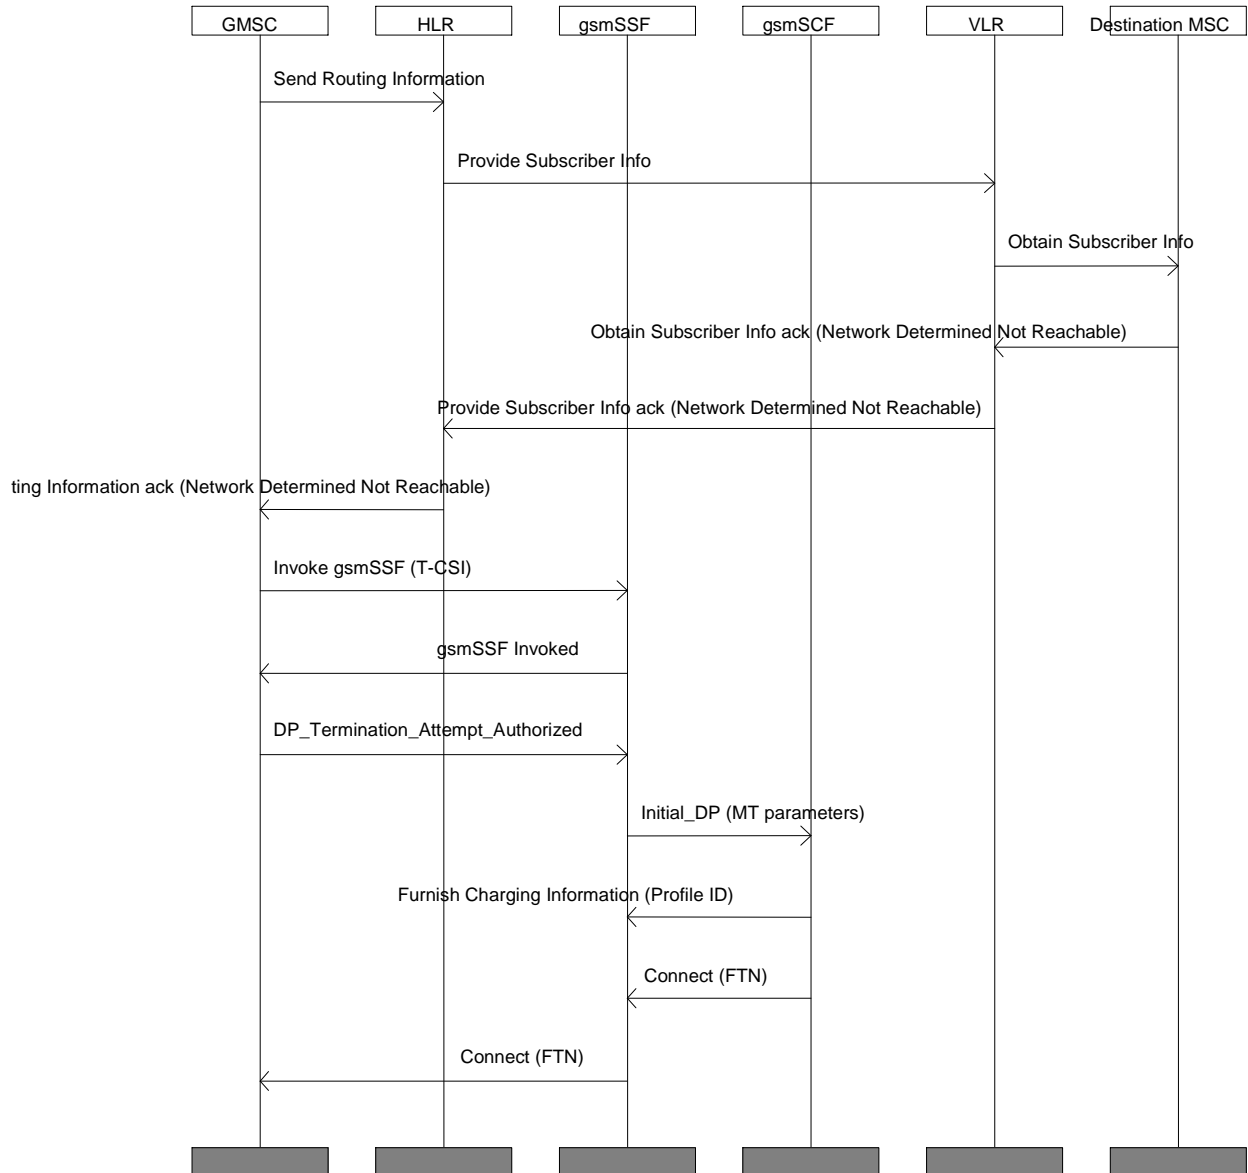 GMSC HLR gsmSSF gsmSCF VLR Destination MSC
Send Routing Information
Provide Subscriber Info
Obtain Subscriber Info
Obtain Subscriber Info ack (Network Determined Not Reachable)
Provide Subscriber Info ack (Network Determined Not Reachable)
ting Information ack (Network Determined Not Reachable)
Invoke gsmSSF (T-CSI)
gsmSSF Invoked
DP_Termination_Attempt_Authorized
Initial_DP (MT parameters)
Furnish Charging Information (Profile ID)
Connect (FTN)
Connect (FTN)